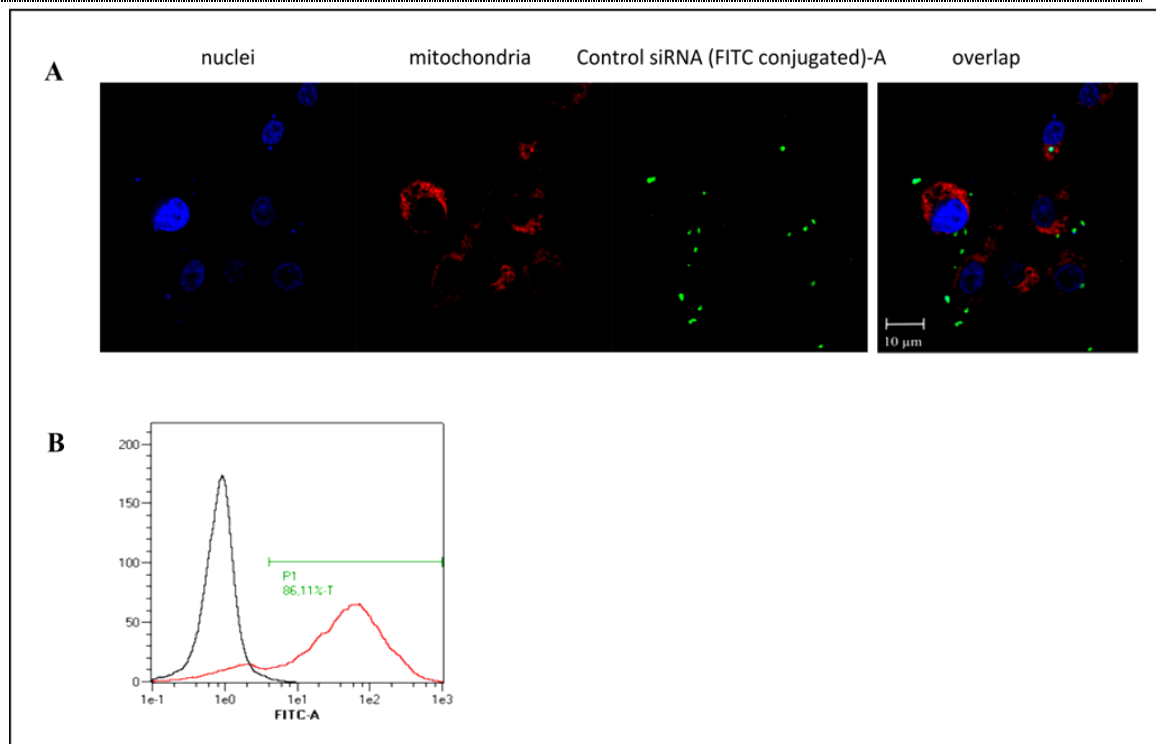 A
nuclei mitochondria Control siRNA (FITC conjugated)-A overlap
10 µm
B
200
150
100
50
0
P1
86,11%-T
1e-1 1e0 1e1 1e2 1e3
FITC-A